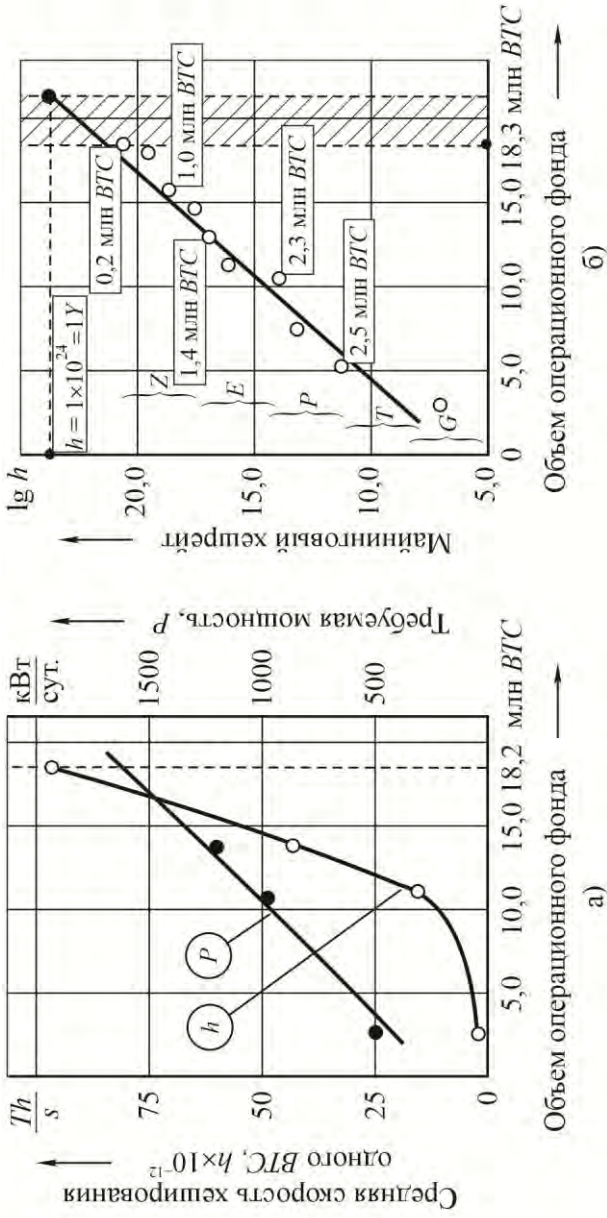 Средняя скорость хеширования
одного BTC, h×10⁻¹²
Th
s
75
50
25
0
5,0
10,0
15,0
18,2
млн BTC
кВт
сут.
1500
1000
500
Требуемая мощность, P
P
h
Объем операционного фонда
а)
Майнинговый хешрейт
lg h
20,0
15,0
10,0
5,0
h = 1×10²⁴=1Y
0,2 млн BTC
1,0 млн BTC
1,4 млн BTC
2,3 млн BTC
2,5 млн BTC
Z
E
P
T
G
0
5,0
10,0
15,0
18,3 млн BTC
Объем операционного фонда
б)